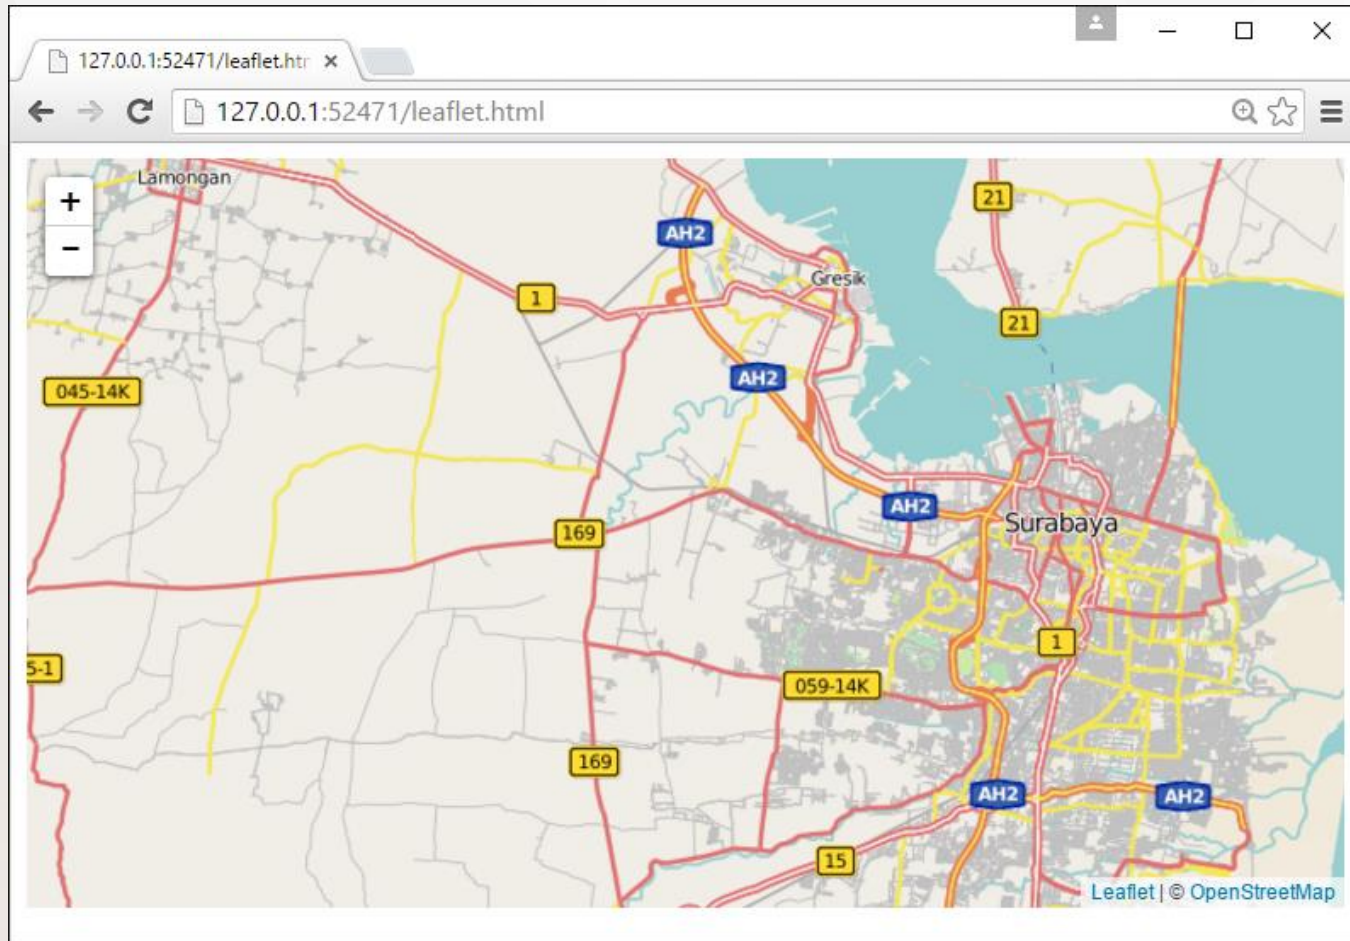 127.0.0.1:52471/leaflet.htr
127.0.0.1:52471/leaflet.html
+
−
Lamongan
21
AH2
Gresik
1
21
AH2
045-14K
AH2
Surabaya
169
1
5-1
059-14K
169
AH2
AH2
15
Leaflet | © OpenStreetMap